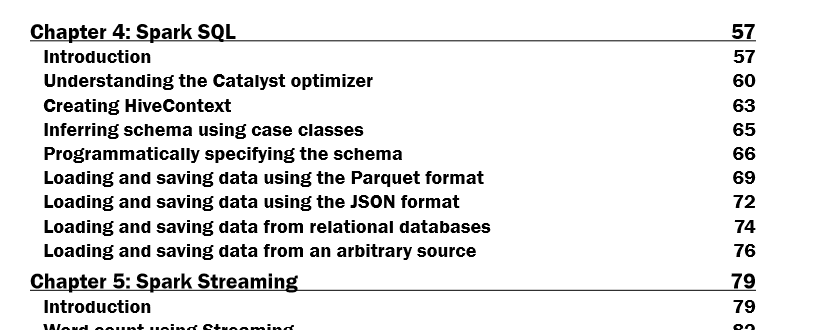 Chapter 4: Spark SQL 57
Introduction 57
Understanding the Catalyst optimizer 60
Creating HiveContext 63
Inferring schema using case classes 65
Programmatically specifying the schema 66
Loading and saving data using the Parquet format 69
Loading and saving data using the JSON format 72
Loading and saving data from relational databases 74
Loading and saving data from an arbitrary source 76
Chapter 5: Spark Streaming 79
Introduction 79
Word count using Streaming 82